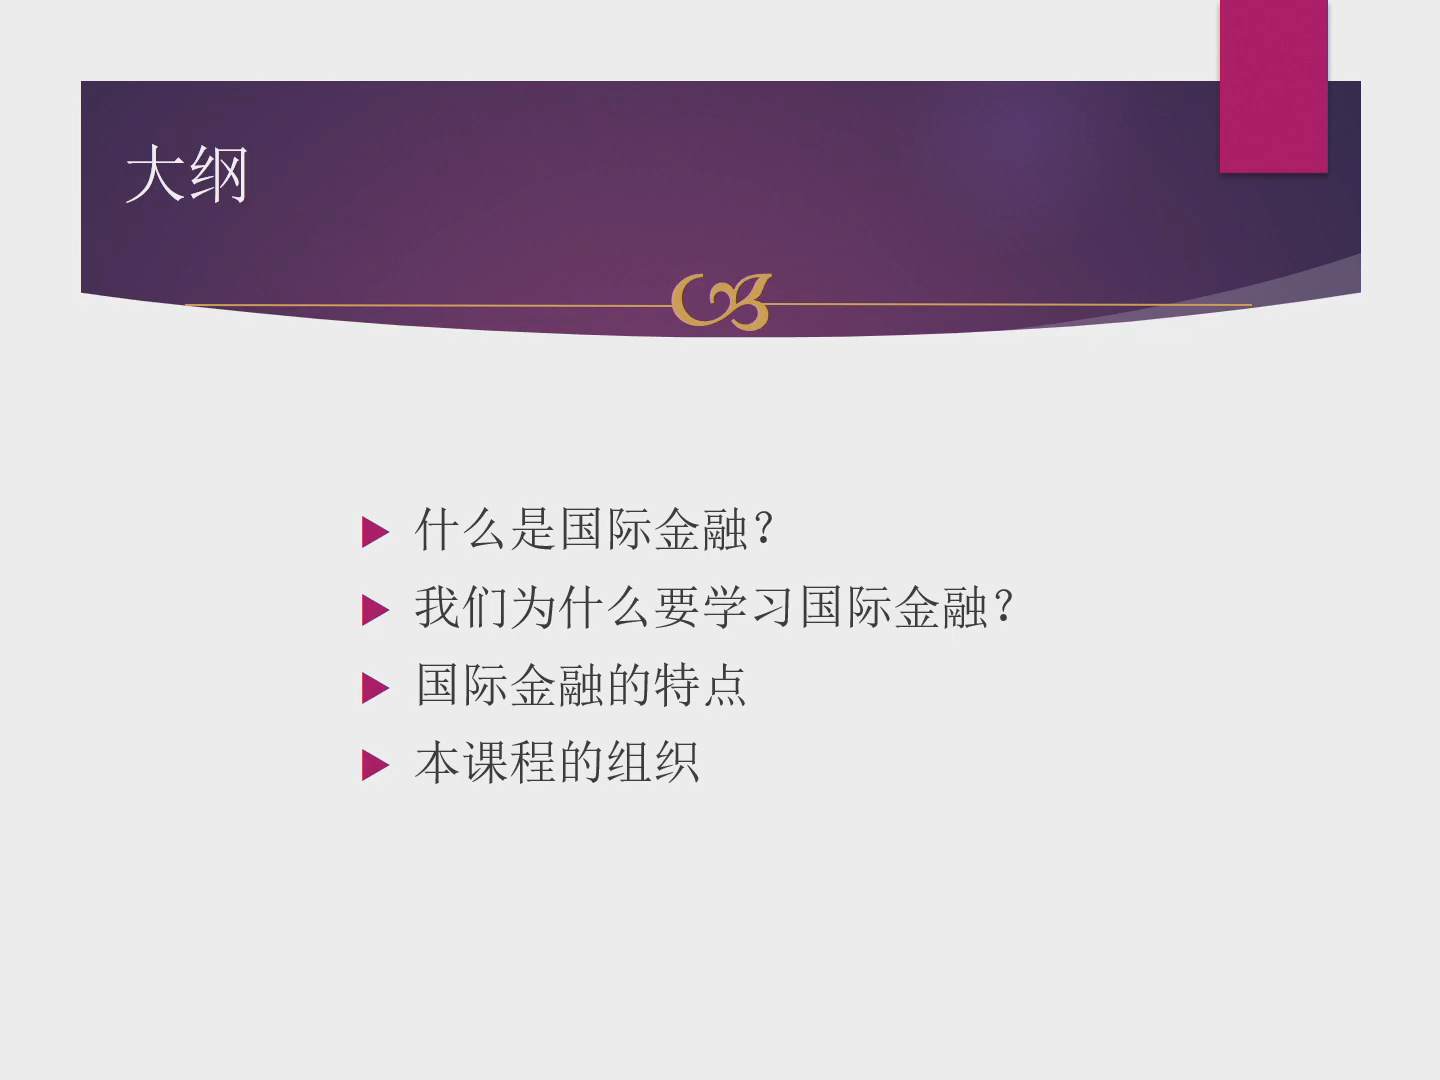 大纲
什么是国际金融？
我们为什么要学习国际金融？
国际金融的特点
本课程的组织